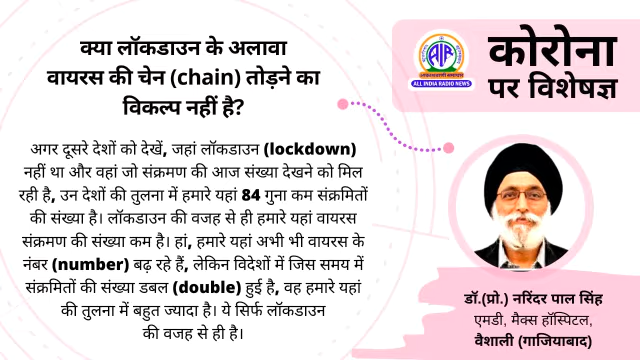 क्या लॉकडाउन के अलावा
वायरस की चेन (chain) तोड़ने का
विकल्प नहीं है?
अगर दूसरे देशों को देखें, जहां लॉकडाउन (lockdown)
नहीं था और वहां जो संक्रमण की आज संख्या देखने को मिल
रही है, उन देशों की तुलना में हमारे यहां 84 गुना कम संक्रमितों
की संख्या है। लॉकडाउन की वजह से ही हमारे यहां वायरस
संक्रमण की संख्या कम है। हां, हमारे यहां अभी भी वायरस के
नंबर (number) बढ़ रहे हैं, लेकिन विदेशों में जिस समय में
संक्रमितों की संख्या डबल (double) हुई है, वह हमारे यहां
की तुलना में बहुत ज्यादा है। ये सिर्फ लॉकडाउन
की वजह से ही है।
AIR
ALL INDIA RADIO NEWS
कोरोना
पर विशेषज्ञ
डॉ.(प्रो.) नरिंदर पाल सिंह
एमडी, मैक्स हॉस्पिटल,
वैशाली (गाजियाबाद)